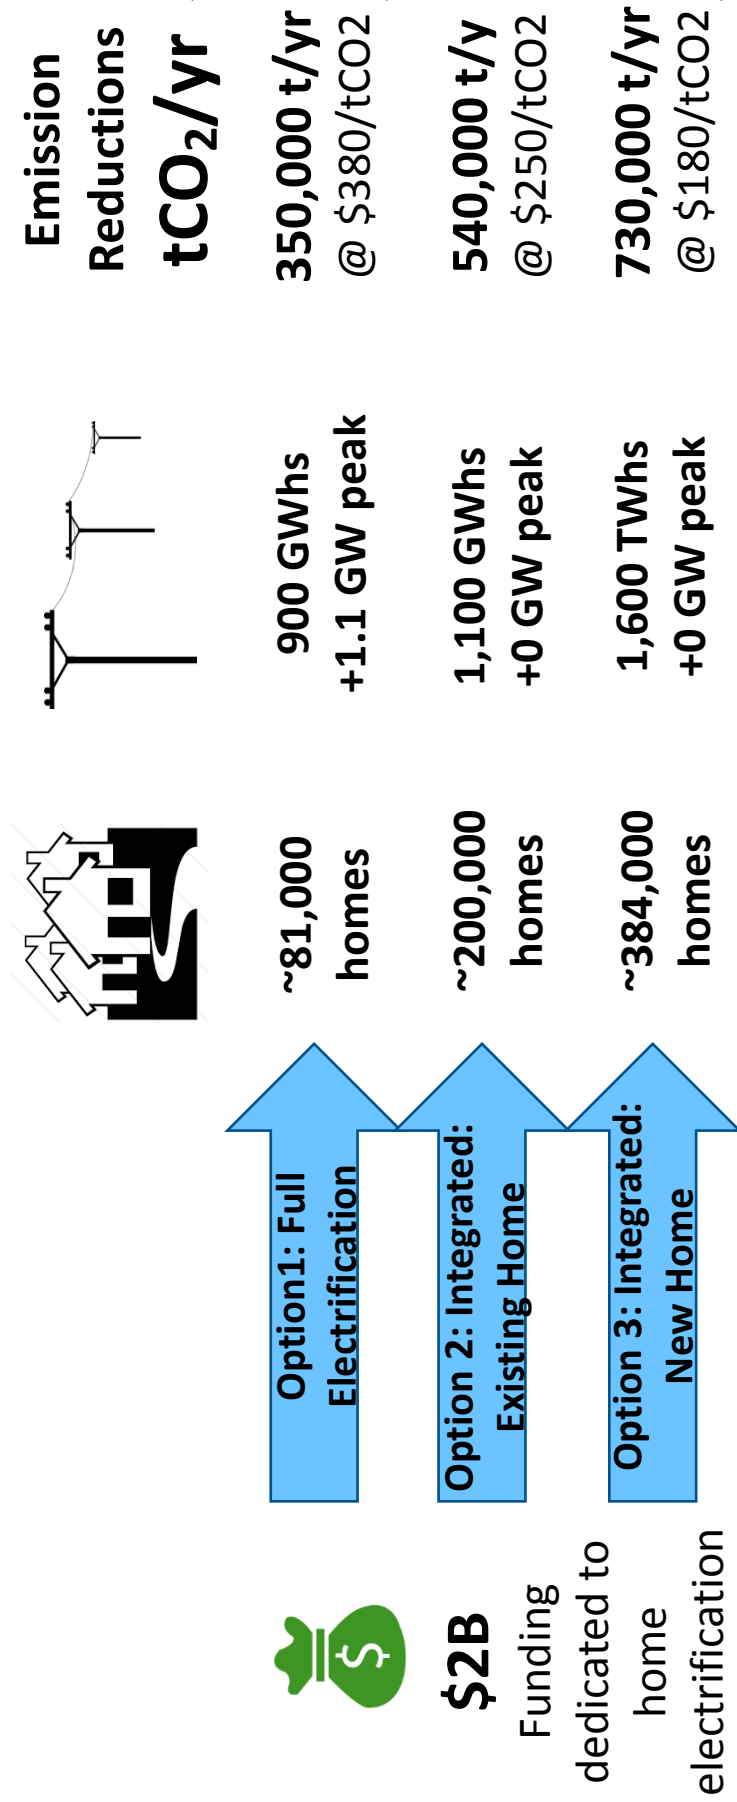 Emission
Reductions
tCO₂/yr
$2B
Funding
dedicated to
home
electrification
Option1: Full
Electrification
~81,000
homes
900 GWhs
+1.1 GW peak
350,000 t/yr
@ $380/tCO2
Option 2: Integrated:
Existing Home
~200,000
homes
1,100 GWhs
+0 GW peak
540,000 t/y
@ $250/tCO2
Option 3: Integrated:
New Home
~384,000
homes
1,600 TWhs
+0 GW peak
730,000 t/yr
@ $180/tCO2